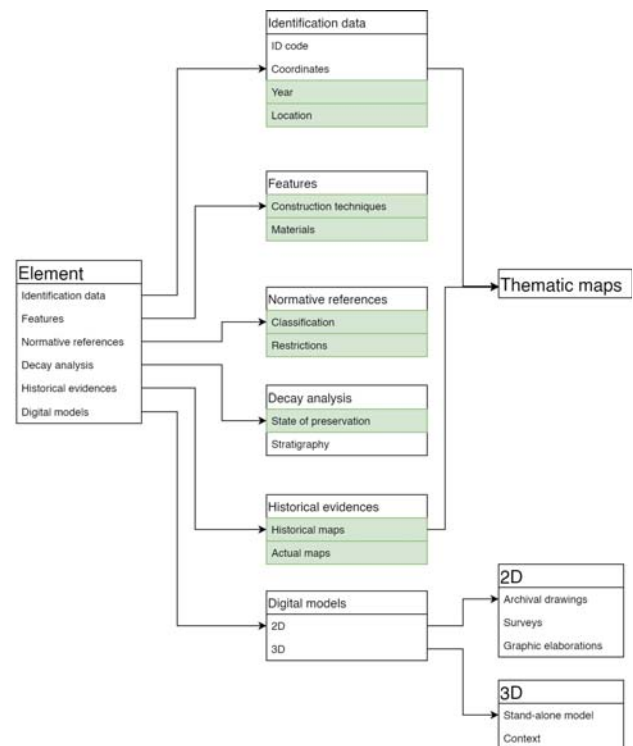 Identification data
ID code
Coordinates
Year
Location
Features
Construction techniques
Materials
Element
Identification data
Features
Normative references
Decay analysis
Historical evidences
Digital models
Normative references
Classification
Restrictions
Decay analysis
State of preservation
Stratigraphy
Historical evidences
Historical maps
Actual maps
Digital models
2D
3D
Thematic maps
2D
Archival drawings
Surveys
Graphic elaborations
3D
Stand-alone model
Context